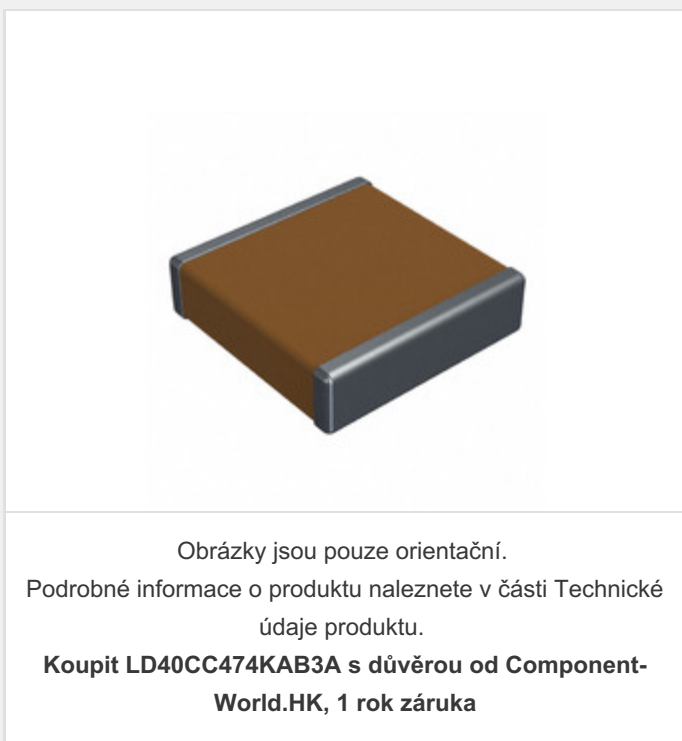 Obrázky jsou pouze orientační.
Podrobné informace o produktu naleznete v části Technické
údaje produktu.
Koupit LD40CC474KAB3A s důvěrou od Component-
World.HK, 1 rok záruka